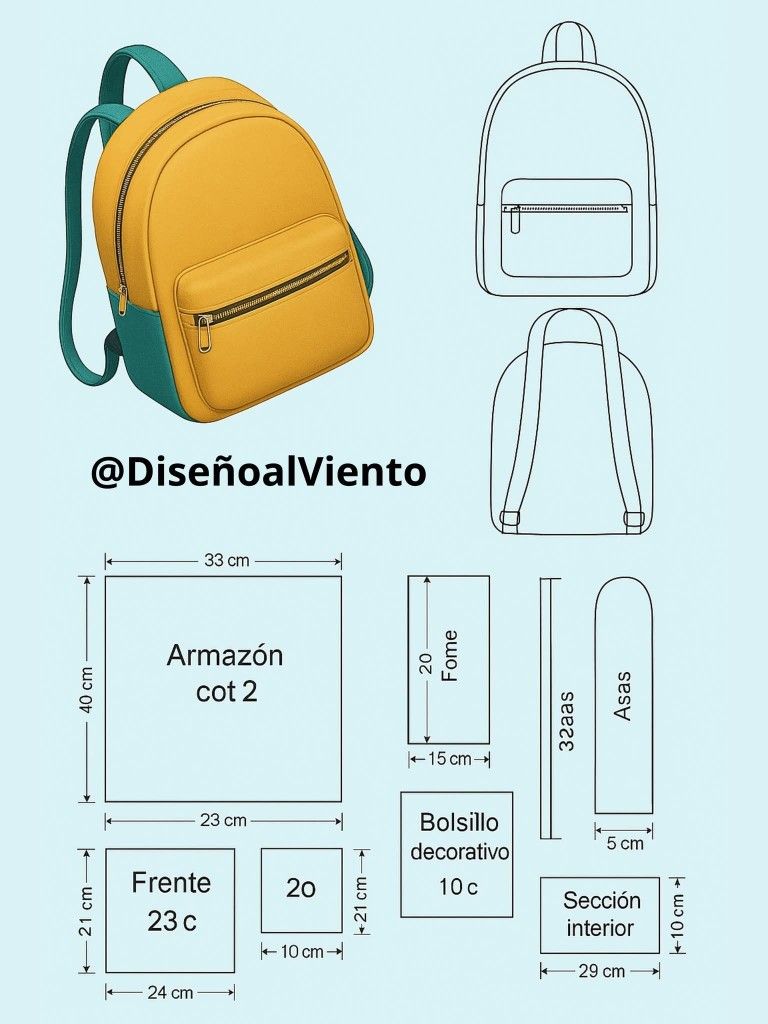 @DiseñoalViento
33 cm
40 cm
Armazón
cot 2
23 cm
20
Fome
15 cm
32aas
Asas
5 cm
21 cm
Frente
23 c
24 cm
2o
21 cm
10 cm
Bolsillo
decorativo
10 c
Sección
interior
10 cm
29 cm